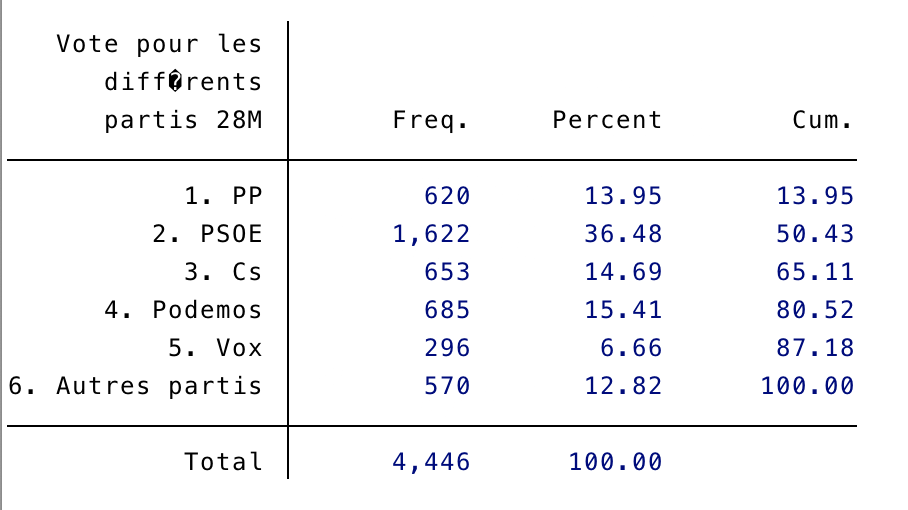 Vote pour les
diff�rents
partis 28M Freq. Percent Cum.
1. PP 620 13.95 13.95
2. PSOE 1,622 36.48 50.43
3. Cs 653 14.69 65.11
4. Podemos 685 15.41 80.52
5. Vox 296 6.66 87.18
6. Autres partis 570 12.82 100.00
Total 4,446 100.00